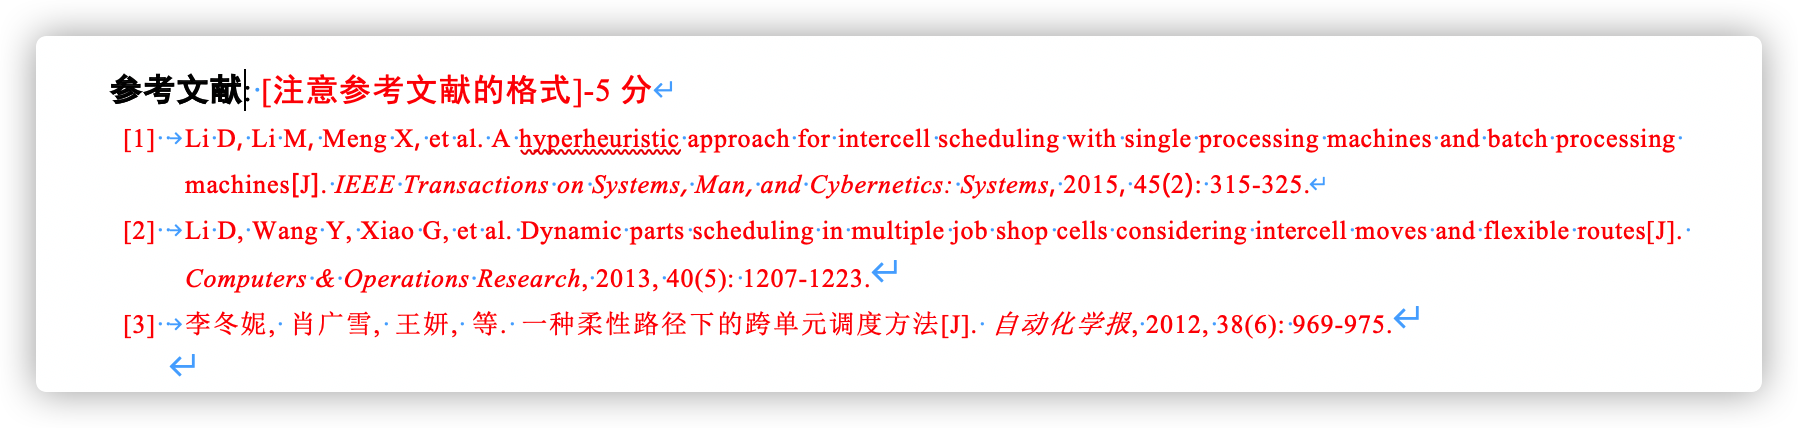 参考文献: [注意参考文献的格式]-5 分
[1] Li D, Li M, Meng X, et al. A hyperheuristic approach for intercell scheduling with single processing machines and batch processing
machines[J]. IEEE Transactions on Systems, Man, and Cybernetics: Systems, 2015, 45(2): 315-325.
[2] Li D, Wang Y, Xiao G, et al. Dynamic parts scheduling in multiple job shop cells considering intercell moves and flexible routes[J].
Computers & Operations Research, 2013, 40(5): 1207-1223.
[3] 李冬妮, 肖广雪, 王妍, 等. 一种柔性路径下的跨单元调度方法[J]. 自动化学报, 2012, 38(6): 969-975.